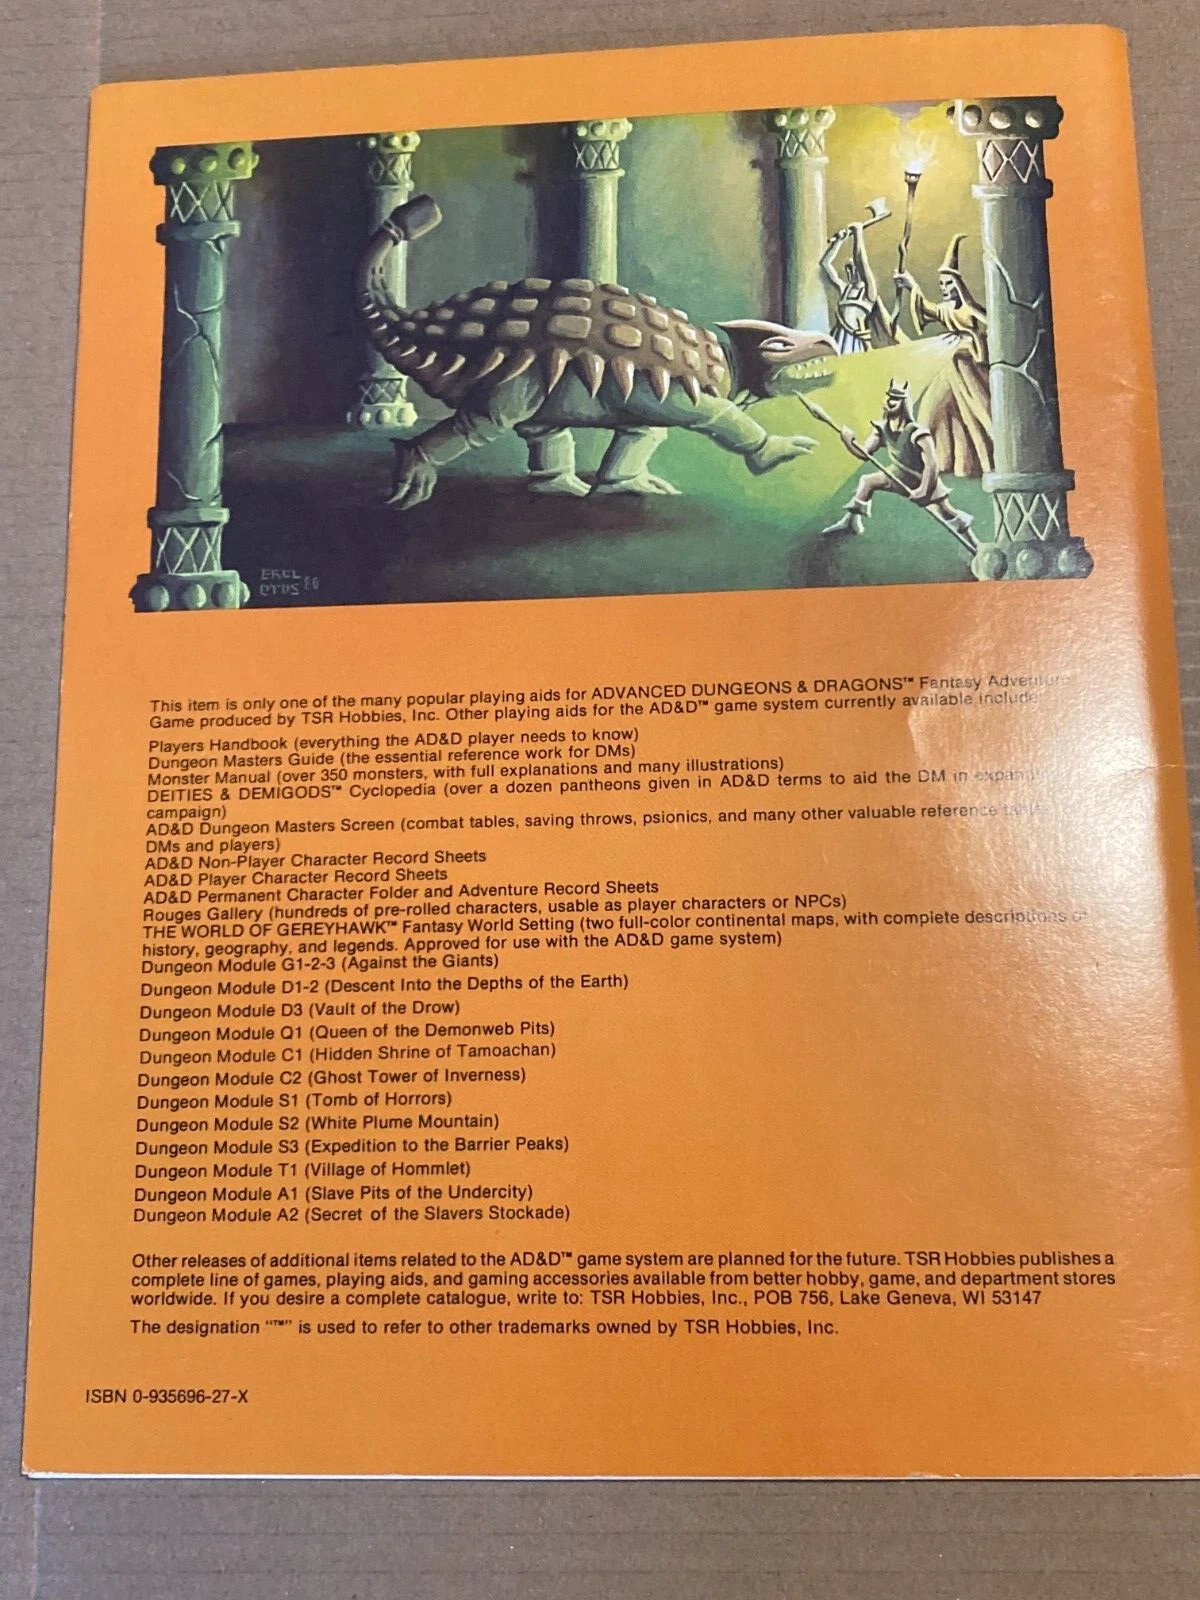 EROL
OTUS 80
This item is only one of the many popular playing aids for ADVANCED DUNGEONS & DRAGONS™ Fantasy Adventure
Game produced by TSR Hobbies, Inc. Other playing aids for the AD&D™ game system currently available include
Players Handbook (everything the AD&D player needs to know)
Dungeon Masters Guide (the essential reference work for DMs)
Monster Manual (over 350 monsters, with full explanations and many illustrations)
DEITIES & DEMIGODS™ Cyclopedia (over a dozen pantheons given in AD&D terms to aid the DM in
campaign)
AD&D Dungeon Masters Screen (combat tables, saving throws, psionics, and many other valuable reference
DMs and players)
AD&D Non-Player Character Record Sheets
AD&D Player Character Record Sheets
AD&D Permanent Character Folder and Adventure Record Sheets
Rouges Gallery (hundreds of pre-rolled characters, usable as player characters or NPCs)
THE WORLD OF GEREYHAWK™ Fantasy World Setting (two full-color continental maps, with complete descriptions of
history, geography, and legends. Approved for use with the AD&D game system)
Dungeon Module G1-2-3 (Against the Giants)
Dungeon Module D1-2 (Descent Into the Depths of the Earth)
Dungeon Module D3 (Vault of the Drow)
Dungeon Module Q1 (Queen of the Demonweb Pits)
Dungeon Module C1 (Hidden Shrine of Tamoachan)
Dungeon Module C2 (Ghost Tower of Inverness)
Dungeon Module S1 (Tomb of Horrors)
Dungeon Module S2 (White Plume Mountain)
Dungeon Module S3 (Expedition to the Barrier Peaks)
Dungeon Module T1 (Village of Hommlet)
Dungeon Module A1 (Slave Pits of the Undercity)
Dungeon Module A2 (Secret of the Slavers Stockade)
Other releases of additional items related to the AD&D™ game system are planned for the future. TSR Hobbies publishes a
complete line of games, playing aids, and gaming accessories available from better hobby, game, and department stores
worldwide. If you desire a complete catalogue, write to: TSR Hobbies, Inc., POB 756, Lake Geneva, WI 53147
The designation "™" is used to refer to other trademarks owned by TSR Hobbies, Inc.
ISBN 0-935696-27-X